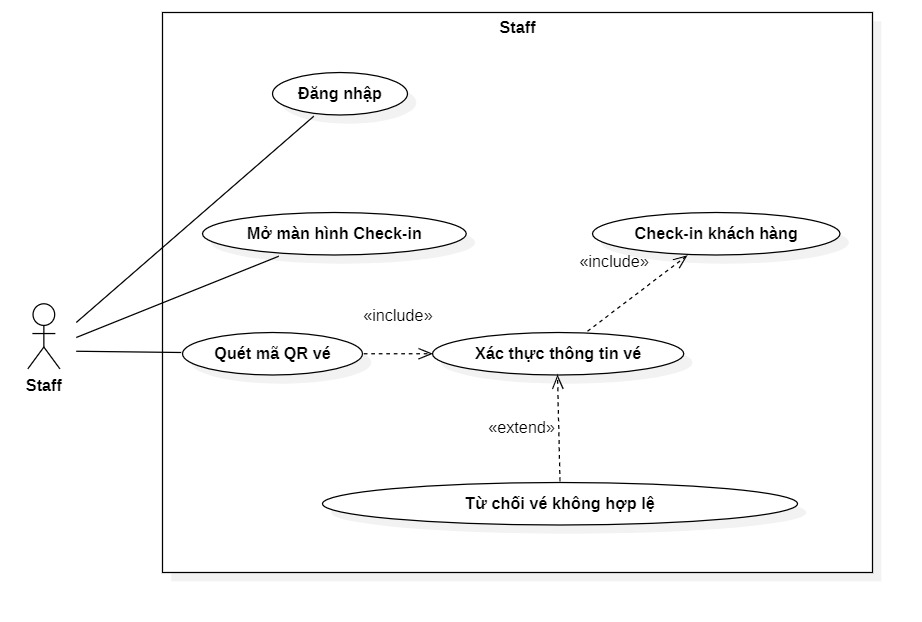 Staff
Đăng nhập
Mở màn hình Check-in
Check-in khách hàng
«include»
«include»
Quét mã QR vé
Xác thực thông tin vé
Staff
«extend»
Từ chối vé không hợp lệ